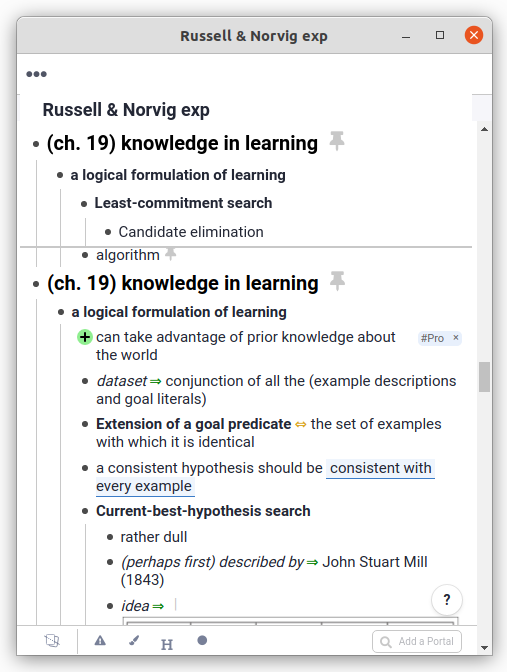 Russell & Norvig exp
•••
Russell & Norvig exp
(ch. 19) knowledge in learning
a logical formulation of learning
Least-commitment search
Candidate elimination
algorithm
(ch. 19) knowledge in learning
a logical formulation of learning
can take advantage of prior knowledge about #Pro ×
the world
dataset ⇒ conjunction of all the (example descriptions
and goal literals)
Extension of a goal predicate ⇔ the set of examples
with which it is identical
a consistent hypothesis should be consistent with
every example
Current-best-hypothesis search
rather dull
(perhaps first) described by ⇒ John Stuart Mill
(1843)
idea ⇒
?
H Add a Portal